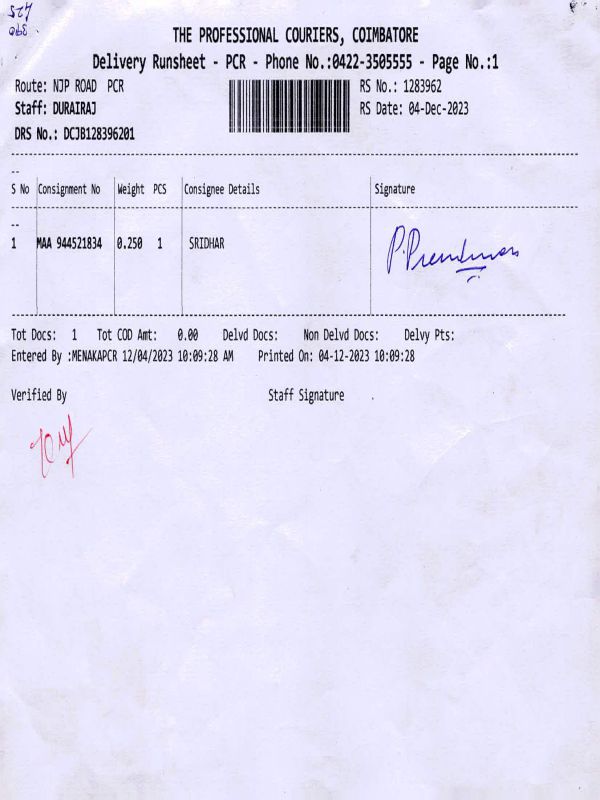 THE PROFESSIONAL COURIERS, COIMBATORE
Delivery Runsheet - PCR - Phone No.:0422-3505555 - Page No.:1
Route: NJP ROAD PCR
RS No.: 1283962
Staff: DURAIRAJ
RS Date: 04-Dec-2023
DRS No.: DCJB128396201
S No Consignment No Weight PCS Consignee Details Signature
1 MAA 944521834 0.250 1 SRIDHAR
Tot Docs: 1 Tot COD Amt: 0.00 Delvd Docs: Non Delvd Docs: Delvy Pts:
Entered By :MENAKAPCR 12/04/2023 10:09:28 AM Printed On: 04-12-2023 10:09:28
Verified By Staff Signature